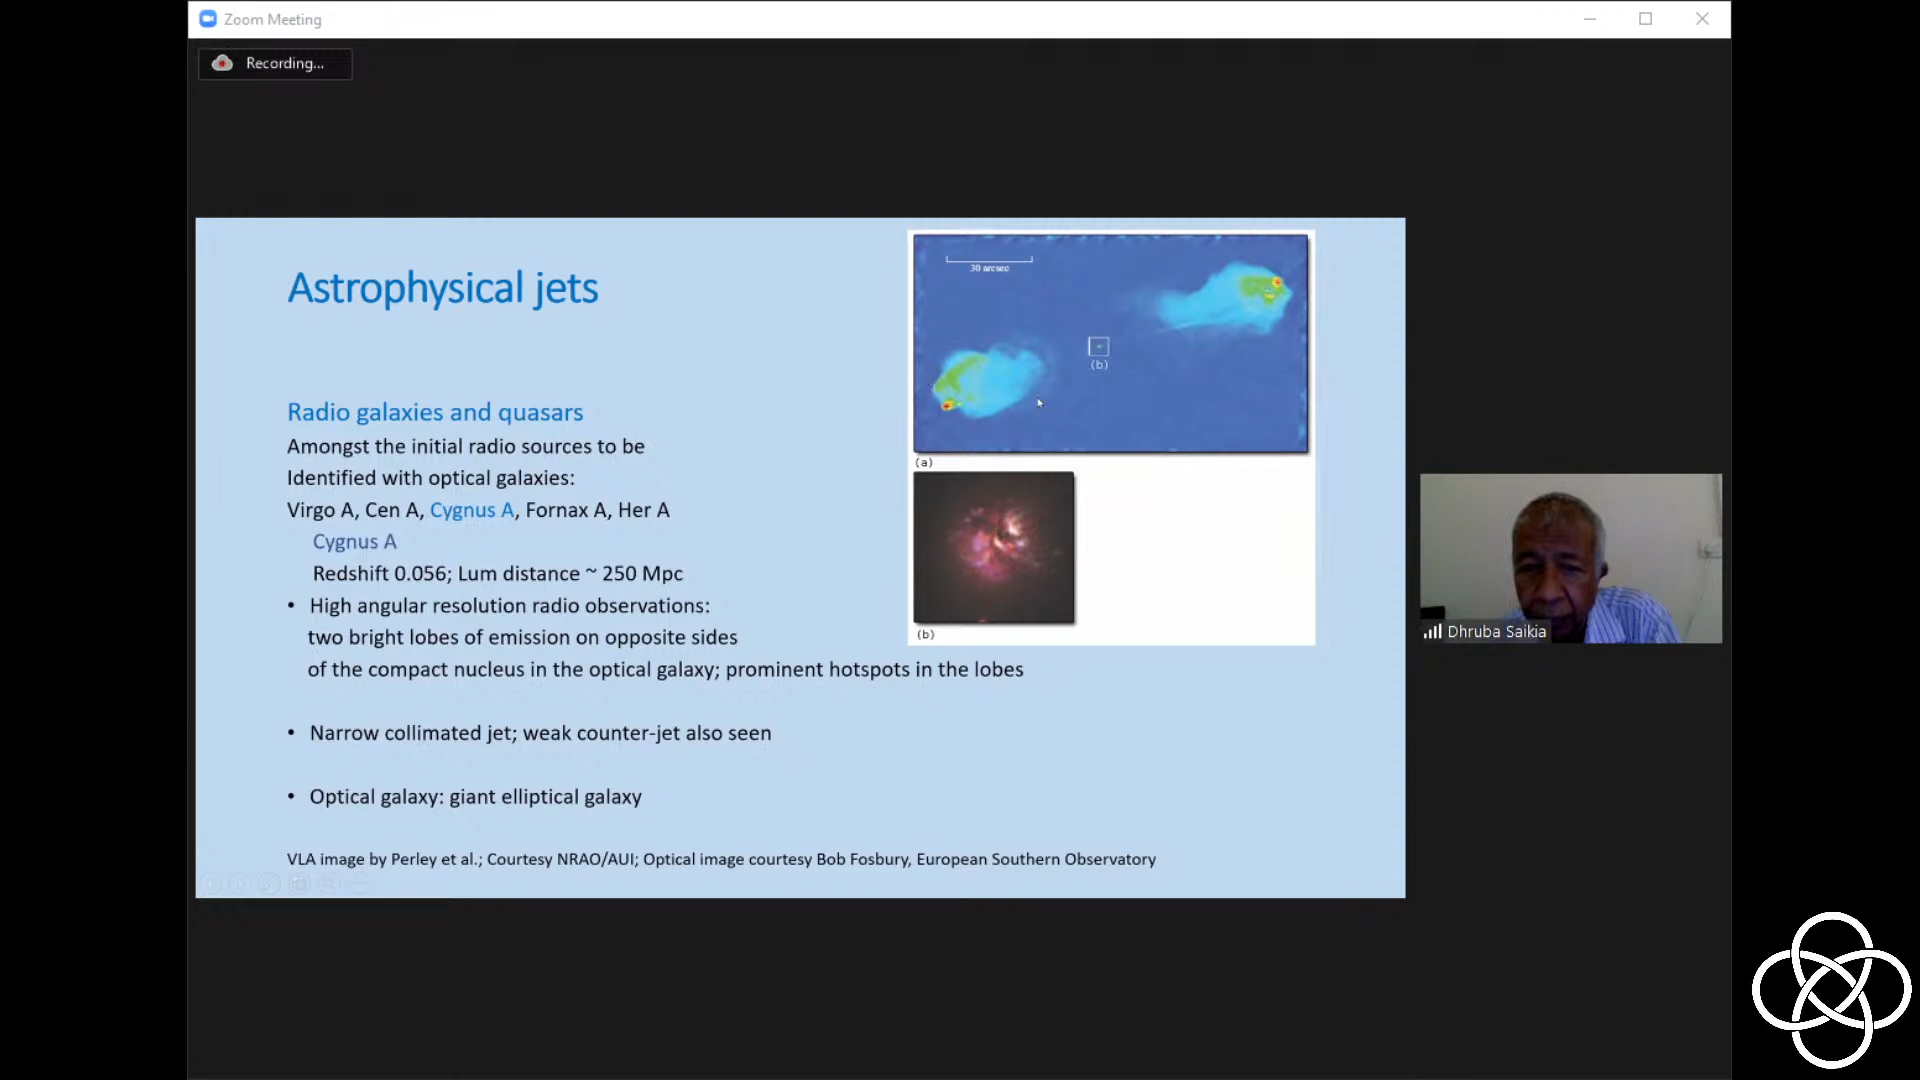 Zoom Meeting
Recording...
Astrophysical jets
Radio galaxies and quasars
Amongst the initial radio sources to be
Identified with optical galaxies:
Virgo A, Cen A, Cygnus A, Fornax A, Her A
Cygnus A
Redshift 0.056; Lum distance ~ 250 Mpc
• High angular resolution radio observations:
two bright lobes of emission on opposite sides
of the compact nucleus in the optical galaxy; prominent hotspots in the lobes
• Narrow collimated jet; weak counter-jet also seen
• Optical galaxy: giant elliptical galaxy
VLA image by Perley et al.; Courtesy NRAO/AUI; Optical image courtesy Bob Fosbury, European Southern Observatory
30 arcsec
(b)
(a)
(b)
Dhruba Saikia